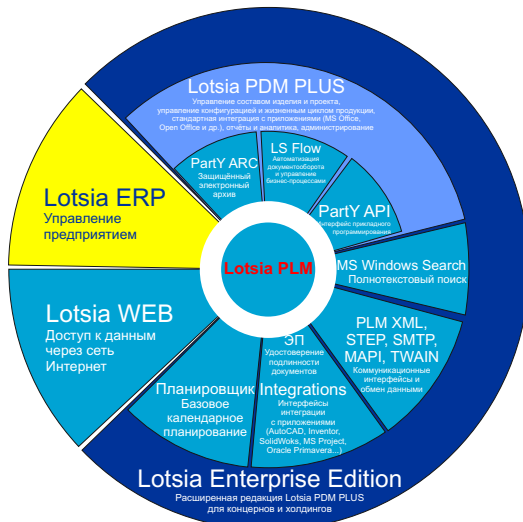 Lotsia PDM PLUS
Управление составом изделия и проекта,
управление конфигурацией и жизненным циклом продукции,
стандартная интеграция с приложениями (MS Office,
Open Office и др.), отчёты и аналитика, администрирование
PartY ARC
Защищённый
электронный
архив
LS Flow
Автоматизация
документооборота
и управление
бизнес-процессами
PartY API
Интерфейс прикладного
программирования
Lotsia ERP
Управление
предприятием
Lotsia PLM
MS Windows Search
Полнотекстовый поиск
Lotsia WEB
Доступ к данным
через сеть
Интернет
PLM XML,
STEP, SMTP,
MAPI, TWAIN
Коммуникационные
интерфейсы и
обмен данными
ЭП
Удостоверение
подлинности
документов
Планировщик
Базовое
календарное
планирование
Integrations
Интерфейсы
интеграции
с приложениями
(AutoCAD, Inventor,
SolidWoks, MS Project,
Oracle Primavera...)
Lotsia Enterprise Edition
Расширенная редакция Lotsia PDM PLUS
для концернов и холдингов